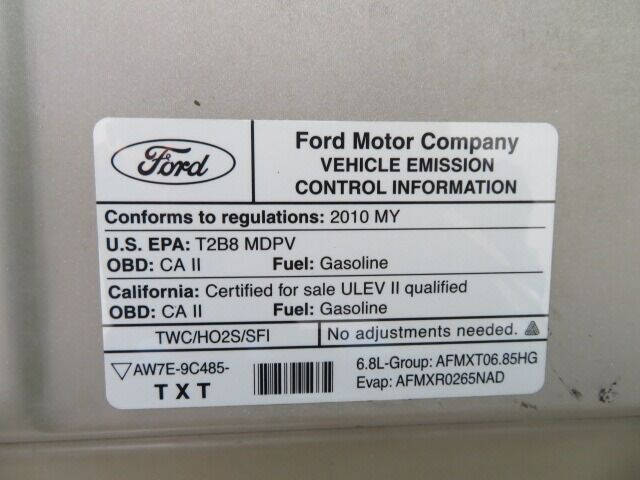 Ford
Ford Motor Company
VEHICLE EMISSION
CONTROL INFORMATION
Conforms to regulations: 2010 MY
U.S. EPA: T2B8 MDPV
OBD: CA II Fuel: Gasoline
California: Certified for sale ULEV II qualified
OBD: CA II Fuel: Gasoline
TWC/HO2S/SFI No adjustments needed.
AW7E-9C485-
TXT
6.8L-Group: AFMXT06.85HG
Evap: AFMXR0265NAD